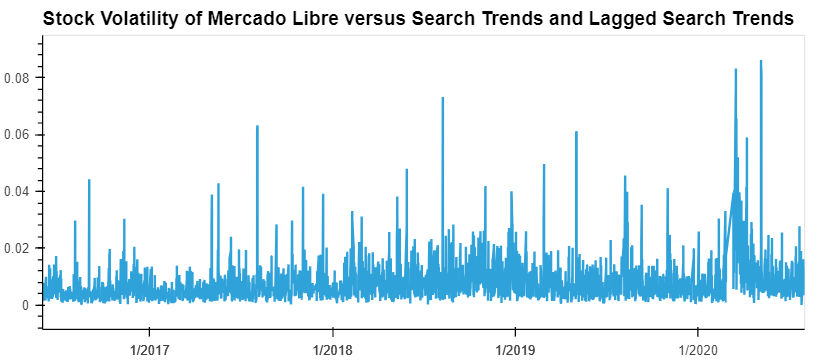 Stock Volatility of Mercado Libre versus Search Trends and Lagged Search Trends
0.08
0.06
0.04
0.02
0
1/2017 1/2018 1/2019 1/2020